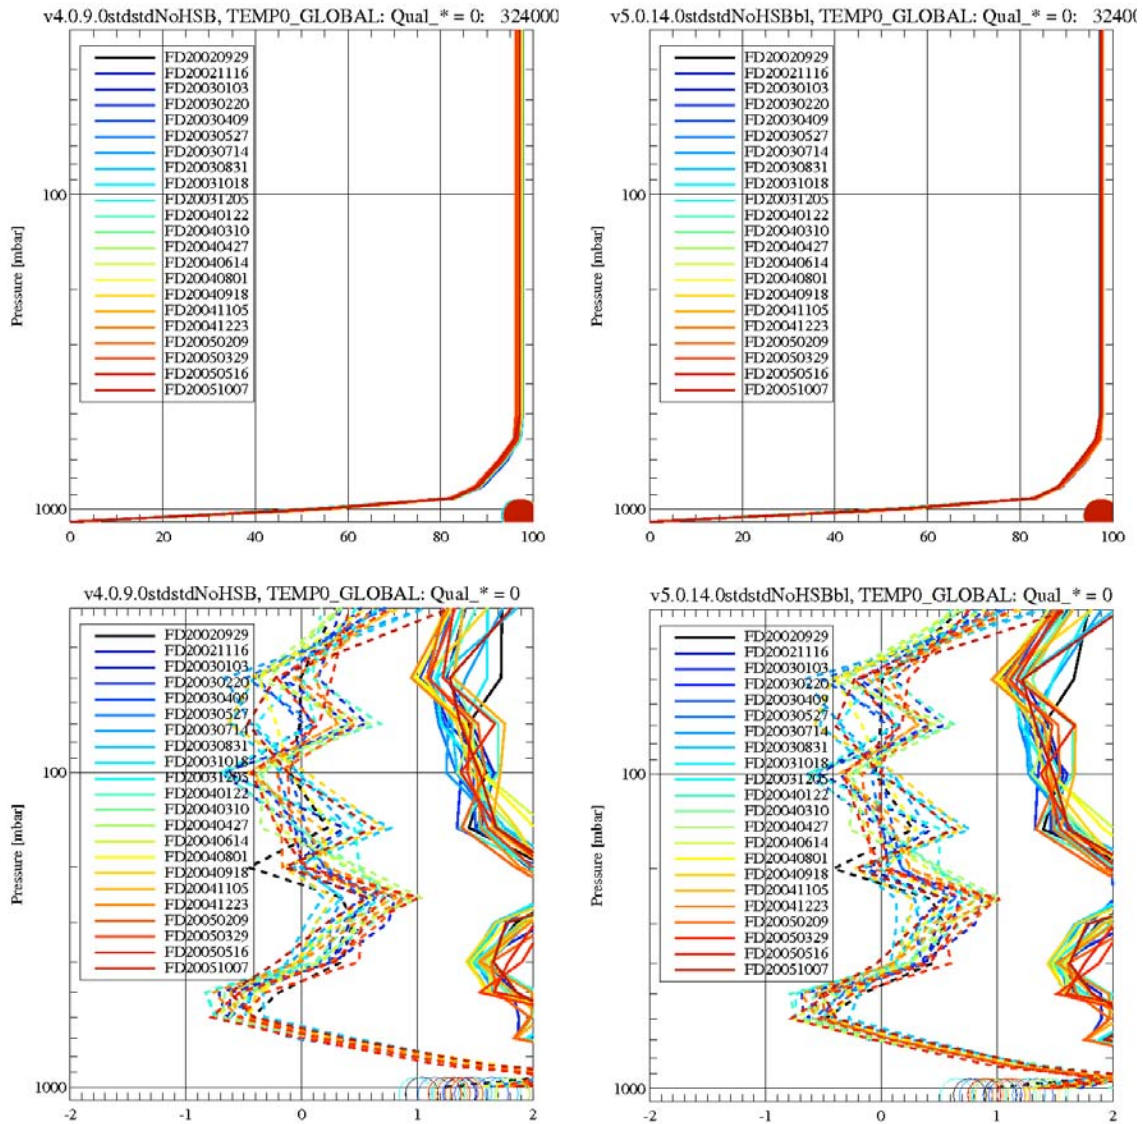 v4.0.9.0stdstdNoHSB, TEMP0_GLOBAL: Qual_* = 0: 324000
FD20020929
FD20021116
FD20030103
FD20030220
FD20030409
FD20030527
FD20030714
FD20030831
FD20031018
FD20031205
FD20040122
FD20040310
FD20040427
FD20040614
FD20040801
FD20040918
FD20041105
FD20041223
FD20050209
FD20050329
FD20050516
FD20051007
Pressure [mbar]
100
1000
0 20 40 60 80 100
v5.0.14.0stdstdNoHSBbl, TEMP0_GLOBAL: Qual_* = 0: 32400
FD20020929
FD20021116
FD20030103
FD20030220
FD20030409
FD20030527
FD20030714
FD20030831
FD20031018
FD20031205
FD20040122
FD20040310
FD20040427
FD20040614
FD20040801
FD20040918
FD20041105
FD20041223
FD20050209
FD20050329
FD20050516
FD20051007
Pressure [mbar]
100
1000
0 20 40 60 80 100
v4.0.9.0stdstdNoHSB, TEMP0_GLOBAL: Qual_* = 0
FD20020929
FD20021116
FD20030103
FD20030220
FD20030409
FD20030527
FD20030714
FD20030831
FD20031018
FD20031205
FD20040122
FD20040310
FD20040427
FD20040614
FD20040801
FD20040918
FD20041105
FD20041223
FD20050209
FD20050329
FD20050516
FD20051007
Pressure [mbar]
100
1000
-2 -1 0 1 2
v5.0.14.0stdstdNoHSBbl, TEMP0_GLOBAL: Qual_* = 0
FD20020929
FD20021116
FD20030103
FD20030220
FD20030409
FD20030527
FD20030714
FD20030831
FD20031018
FD20031205
FD20040122
FD20040310
FD20040427
FD20040614
FD20040801
FD20040918
FD20041105
FD20041223
FD20050209
FD20050329
FD20050516
FD20051007
Pressure [mbar]
100
1000
-2 -1 0 1 2